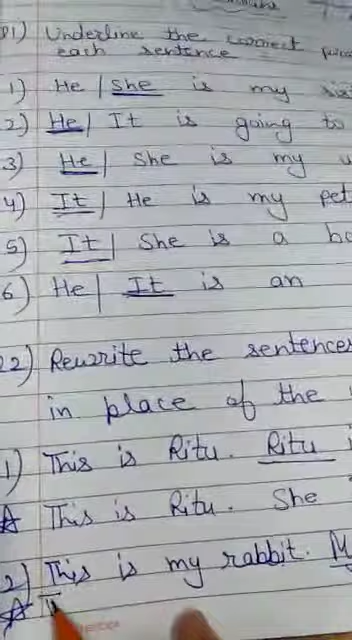 Q1) Underline the correct
each sentence
1) He | She is my
2) He | It is going to
3) He | She is my
4) It | He is my pet
5) It | She is a
6) He | It is an
Q2) Rewrite the sentences
in place of the
1) This is Ritu. Ritu
A This is Ritu. She
2) This is my rabbit.
A